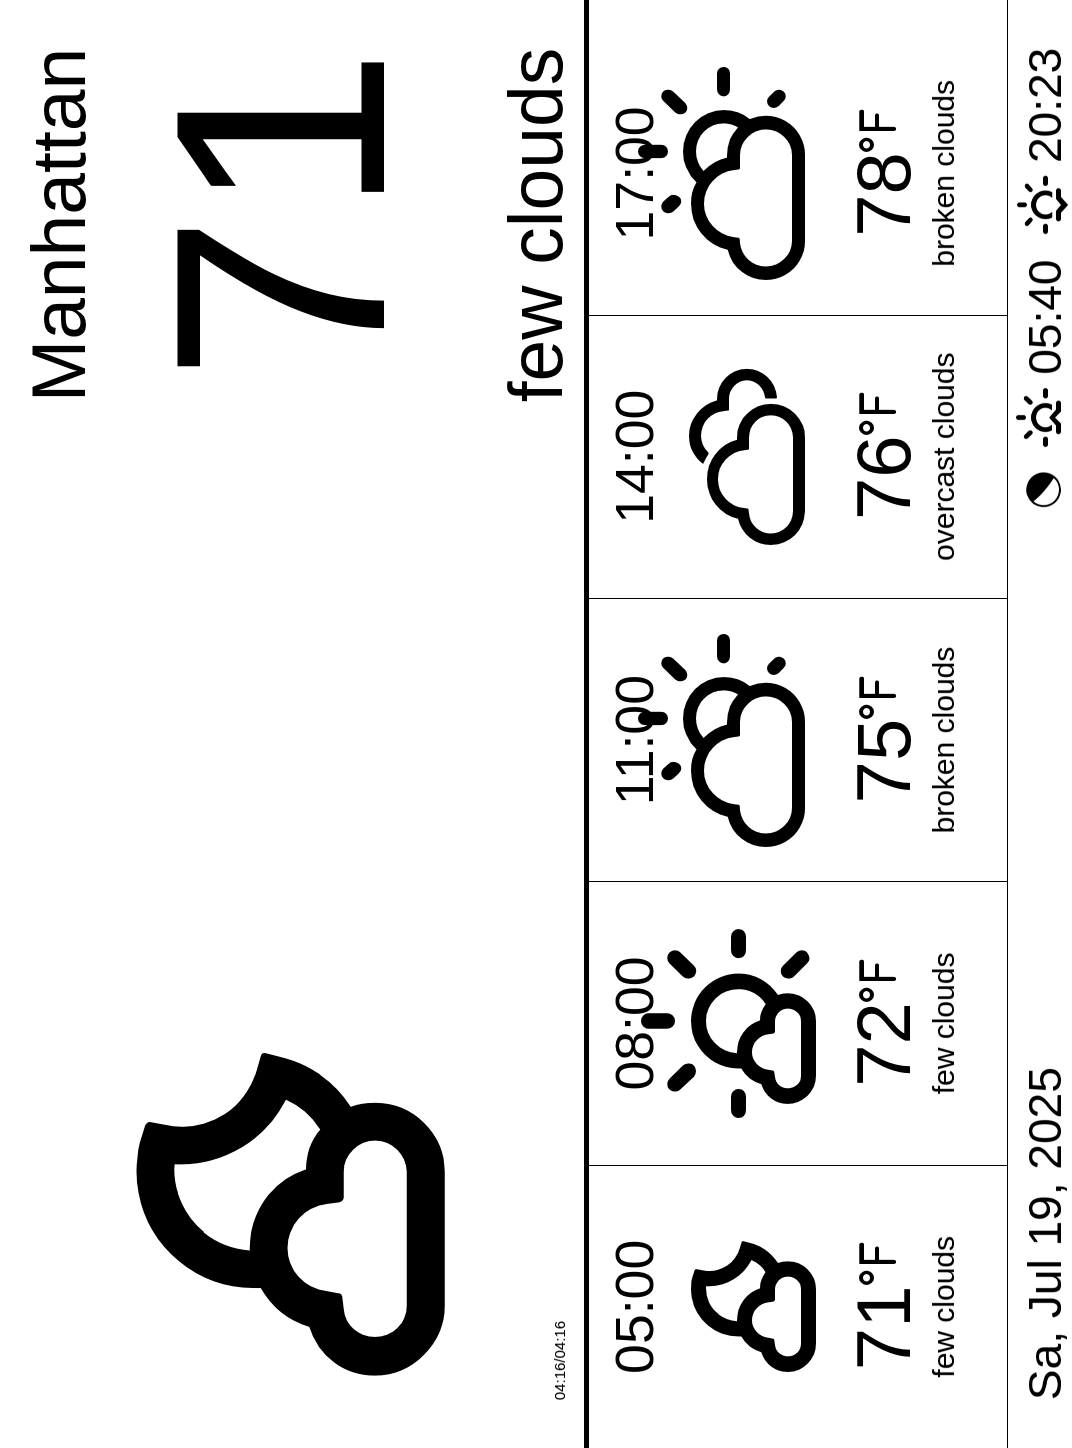 Manhattan
71
few clouds
04:16/04:16
05:00 08:00 11:00 14:00 17:00
71°F 72°F 75°F 76°F 78°F
few clouds few clouds broken clouds overcast clouds broken clouds
Sa, Jul 19, 2025 05:40 20:23